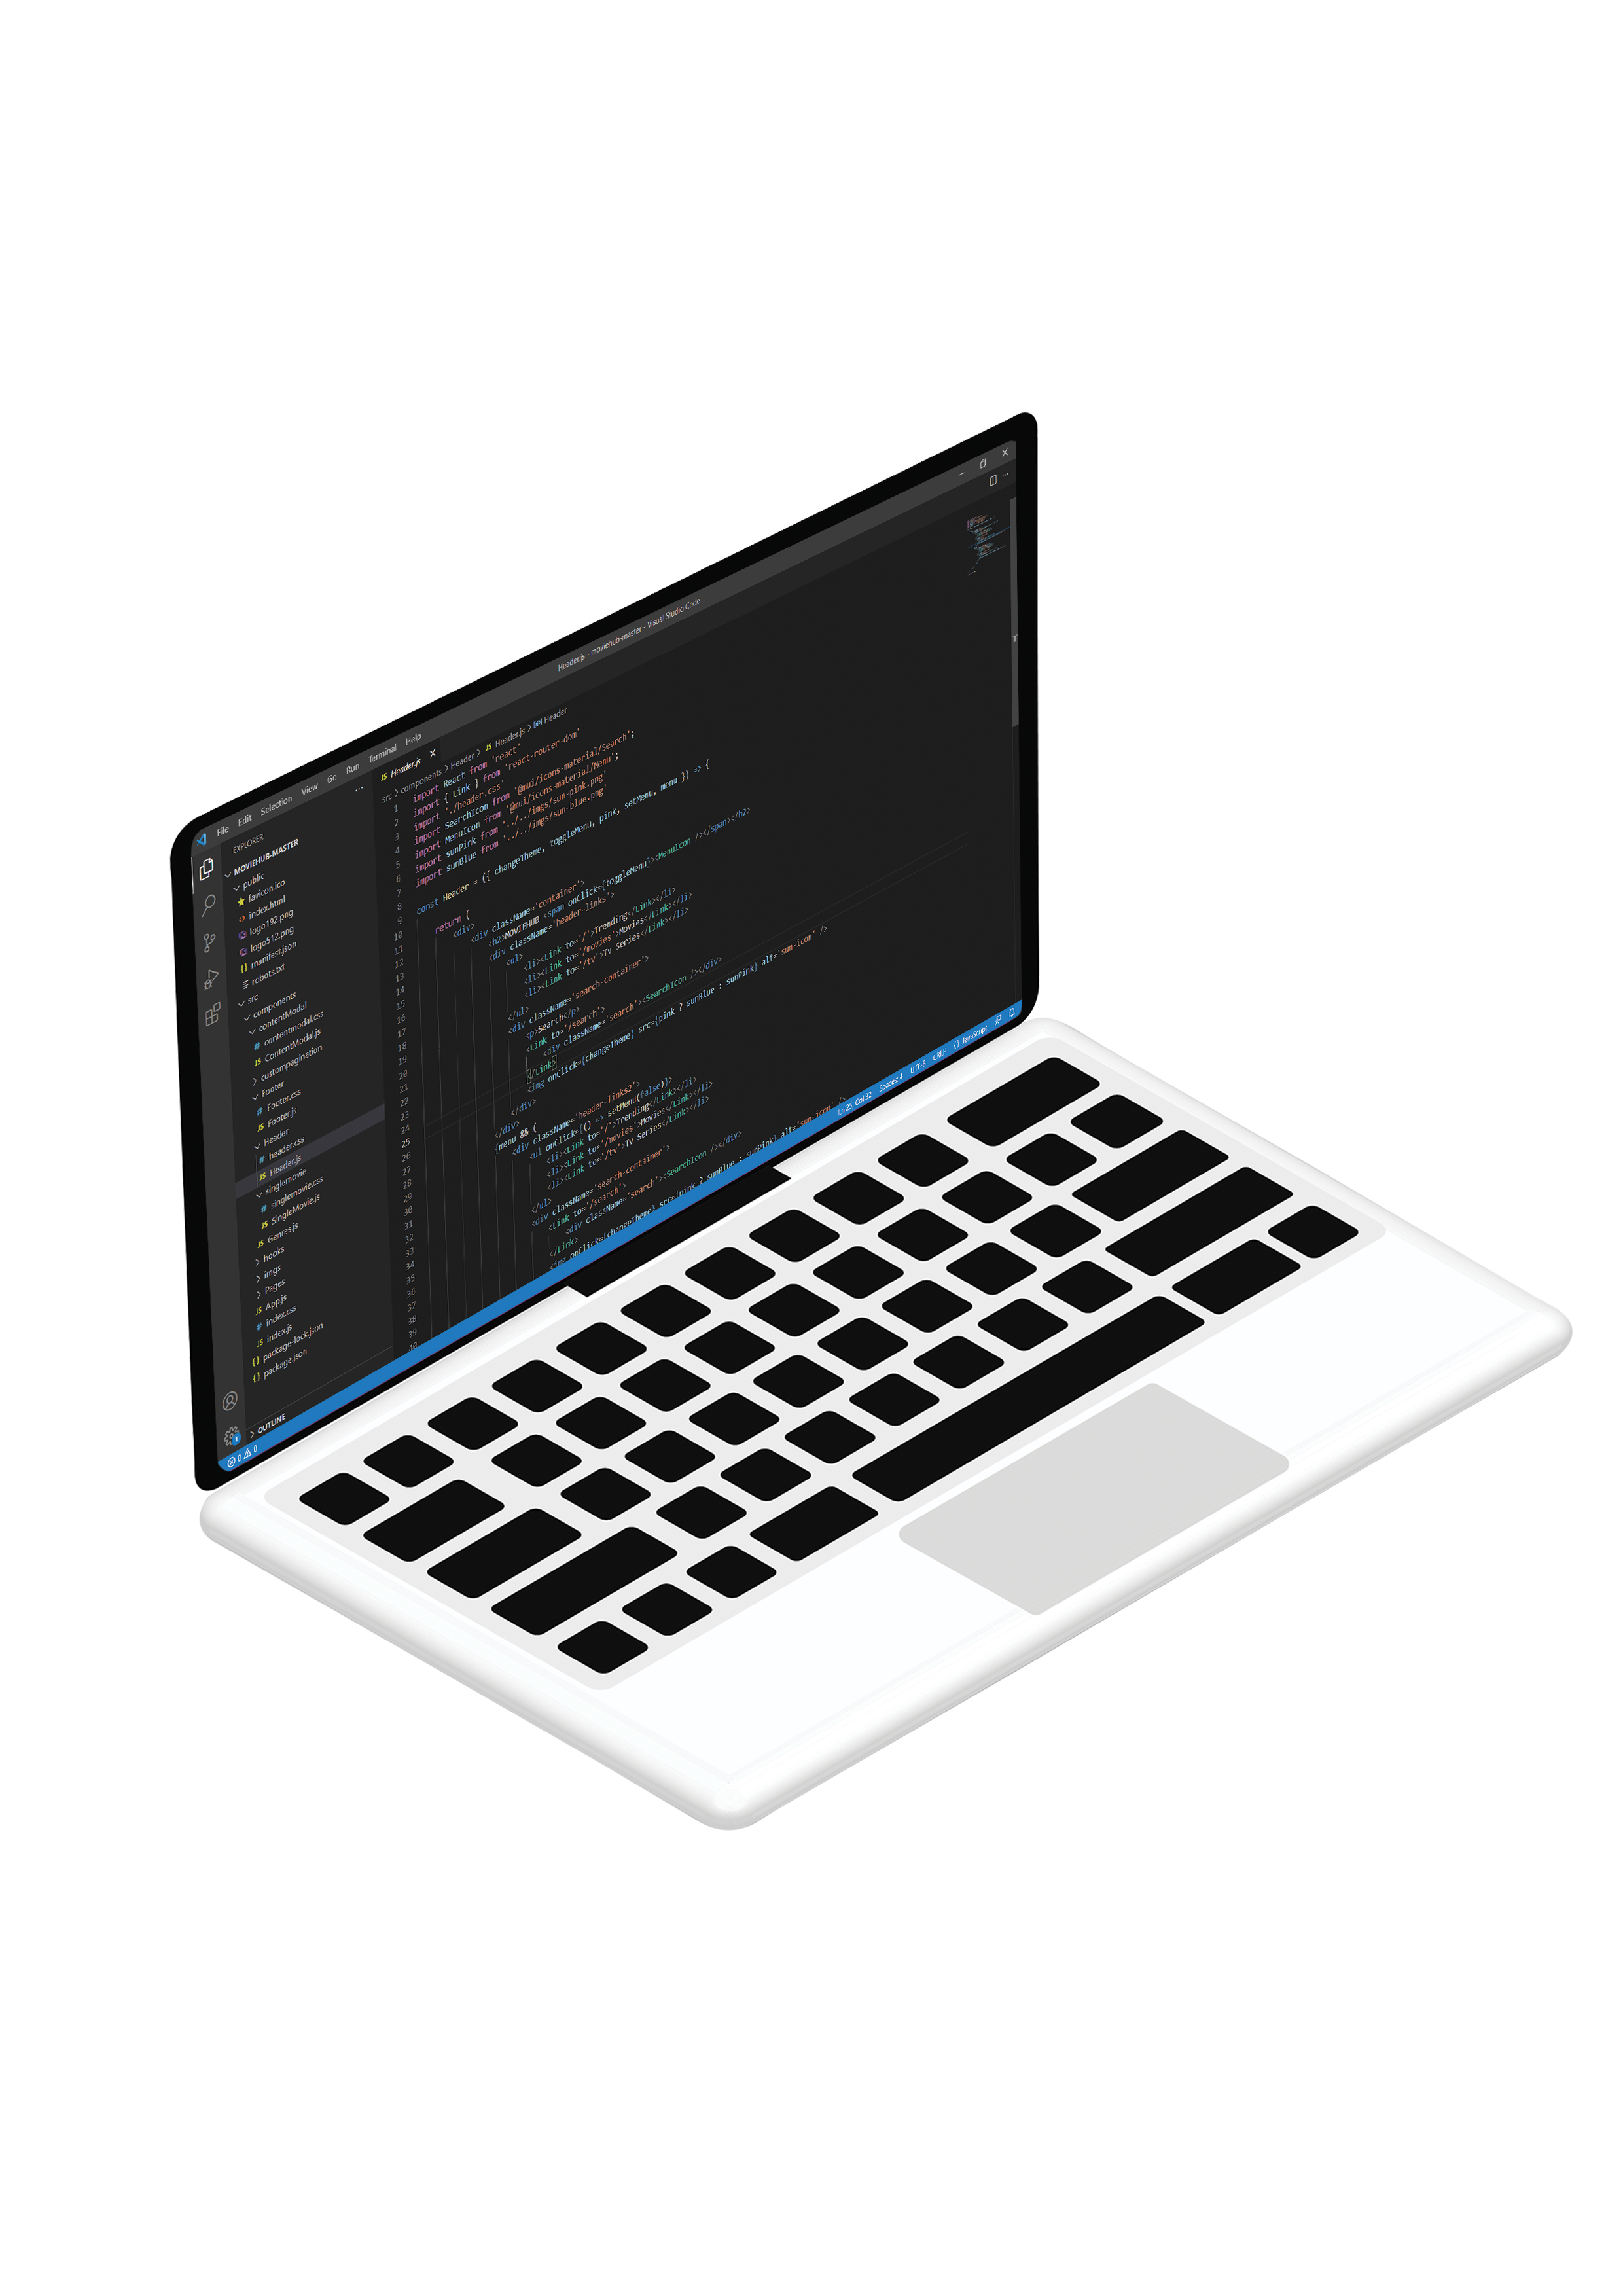 File Edit Selection View Go Run Terminal Help
Header.js - moviehub-master - Visual Studio Code
EXPLORER
MOVIEHUB-MASTER
public
favicon.ico
index.html
logo192.png
logo512.png
manifest.json
robots.txt
src
components
contentModal
contentmodal.css
ContentModal.js
custompagination
Footer
Footer.css
Footer.js
Header
header.css
Header.js
singlemovie
singlemovie.css
SingleMovie.js
Genres.js
hooks
imgs
Pages
App.js
index.css
index.js
package-lock.json
package.json
OUTLINE
JS Header.js
src > components > Header > JS Header.js > Header
1 import React from 'react'
2 import { Link } from 'react-router-dom'
3 import './header.css'
4 import SearchIcon from '@mui/icons-material/Search';
5 import MenuIcon from '@mui/icons-material/Menu';
6 import sunPink from '../../imgs/sun-pink.png'
7 import sunBlue from '../../imgs/sun-blue.png'
8
9 const Header = ({ changeTheme, toggleMenu, pink, setMenu, menu }) => {
10
11 return (
12 <div>
13 <div className='container'>
14 <h2>MOVIEHUB <span onClick={toggleMenu}><MenuIcon /></span></h2>
15 <div className='header-links'>
16 <ul>
17 <li><Link to='/'>Trending</Link></li>
18 <li><Link to='/movies'>Movies</Link></li>
19 <li><Link to='/tv'>Tv Series</Link></li>
20 </ul>
21 <div className='search-container'>
22 <p>Search</p>
23 <Link to='/search'>
24 <div className='search'><SearchIcon /></div>
25 </Link>
26 <img onClick={changeTheme} src={pink ? sunBlue : sunPink} alt='sun-icon' />
27 </div>
28
29 </div>
30 {menu && (
31 <div className='header-links2'>
32 <ul onClick={() => setMenu(false)}>
33 <li><Link to='/'>Trending</Link></li>
34 <li><Link to='/movies'>Movies</Link></li>
35 <li><Link to='/tv'>Tv Series</Link></li>
36 </ul>
37 <div className='search-container'>
38 <Link to='/search'>
39 <div className='search'><SearchIcon /></div>
40 </Link>
<img onClick={changeTheme} src={pink ? sunBlue : sunPink} alt='sun-icon' />
0 0
Ln 25, Col 32 Spaces: 4 UTF-8 CRLF {} JavaScript